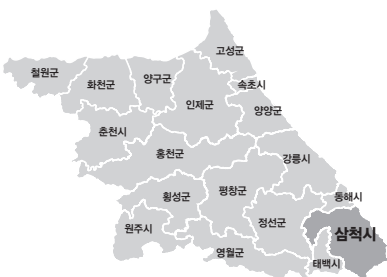 고성군
철원군
화천군
양구군
속초시
인제군
양양군
춘천시
홍천군
강릉시
횡성군
평창군
동해시
원주시
정선군
삼척시
영월군
태백시